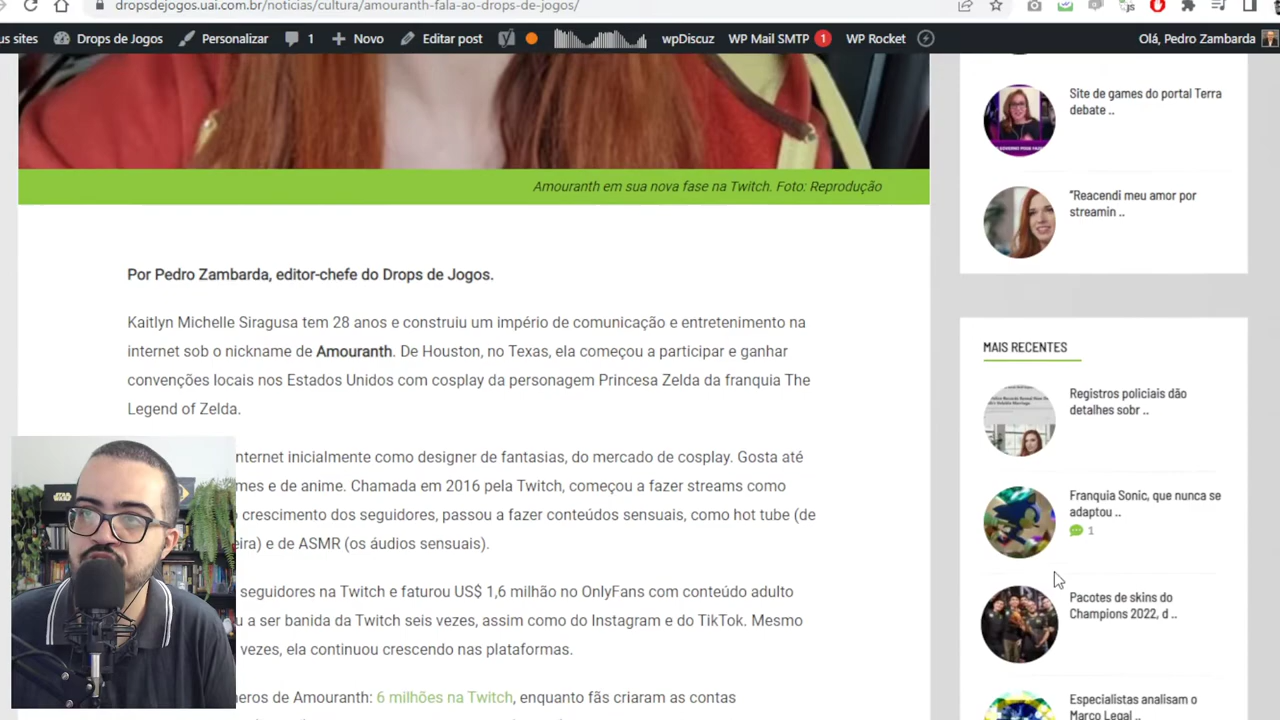 dropsdejogos.uai.com.br/noticias/cultura/amouranth-fala-ao-drops-de-jogos/
us sites Drops de Jogos Personalizar 1 Novo Editar post wpDiscuz WP Mail SMTP 1 WP Rocket Olá, Pedro Zambarda
Amouranth em sua nova fase na Twitch. Foto: Reprodução
Por Pedro Zambarda, editor-chefe do Drops de Jogos.
Kaitlyn Michelle Siragusa tem 28 anos e construiu um império de comunicação e entretenimento na
internet sob o nickname de Amouranth. De Houston, no Texas, ela começou a participar e ganhar
convenções locais nos Estados Unidos com cosplay da personagem Princesa Zelda da franquia The
Legend of Zelda.
nternet inicialmente como designer de fantasias, do mercado de cosplay. Gosta até
mes e de anime. Chamada em 2016 pela Twitch, começou a fazer streams como
o crescimento dos seguidores, passou a fazer conteúdos sensuais, como hot tube (de
eira) e de ASMR (os áudios sensuais).
seguidores na Twitch e faturou US$ 1,6 milhão no OnlyFans com conteúdo adulto
u a ser banida da Twitch seis vezes, assim como do Instagram e do TikTok. Mesmo
vezes, ela continuou crescendo nas plataformas.
neros de Amouranth: 6 milhões na Twitch, enquanto fãs criaram as contas
STAR
WARS
Site de games do portal Terra
debate ..
"Reacendi meu amor por
streamin ..
MAIS RECENTES
Registros policiais dão
detalhes sobr ..
Franquia Sonic, que nunca se
adaptou ..
1
Pacotes de skins do
Champions 2022, d ..
Especialistas analisam o
Marco Legal ..